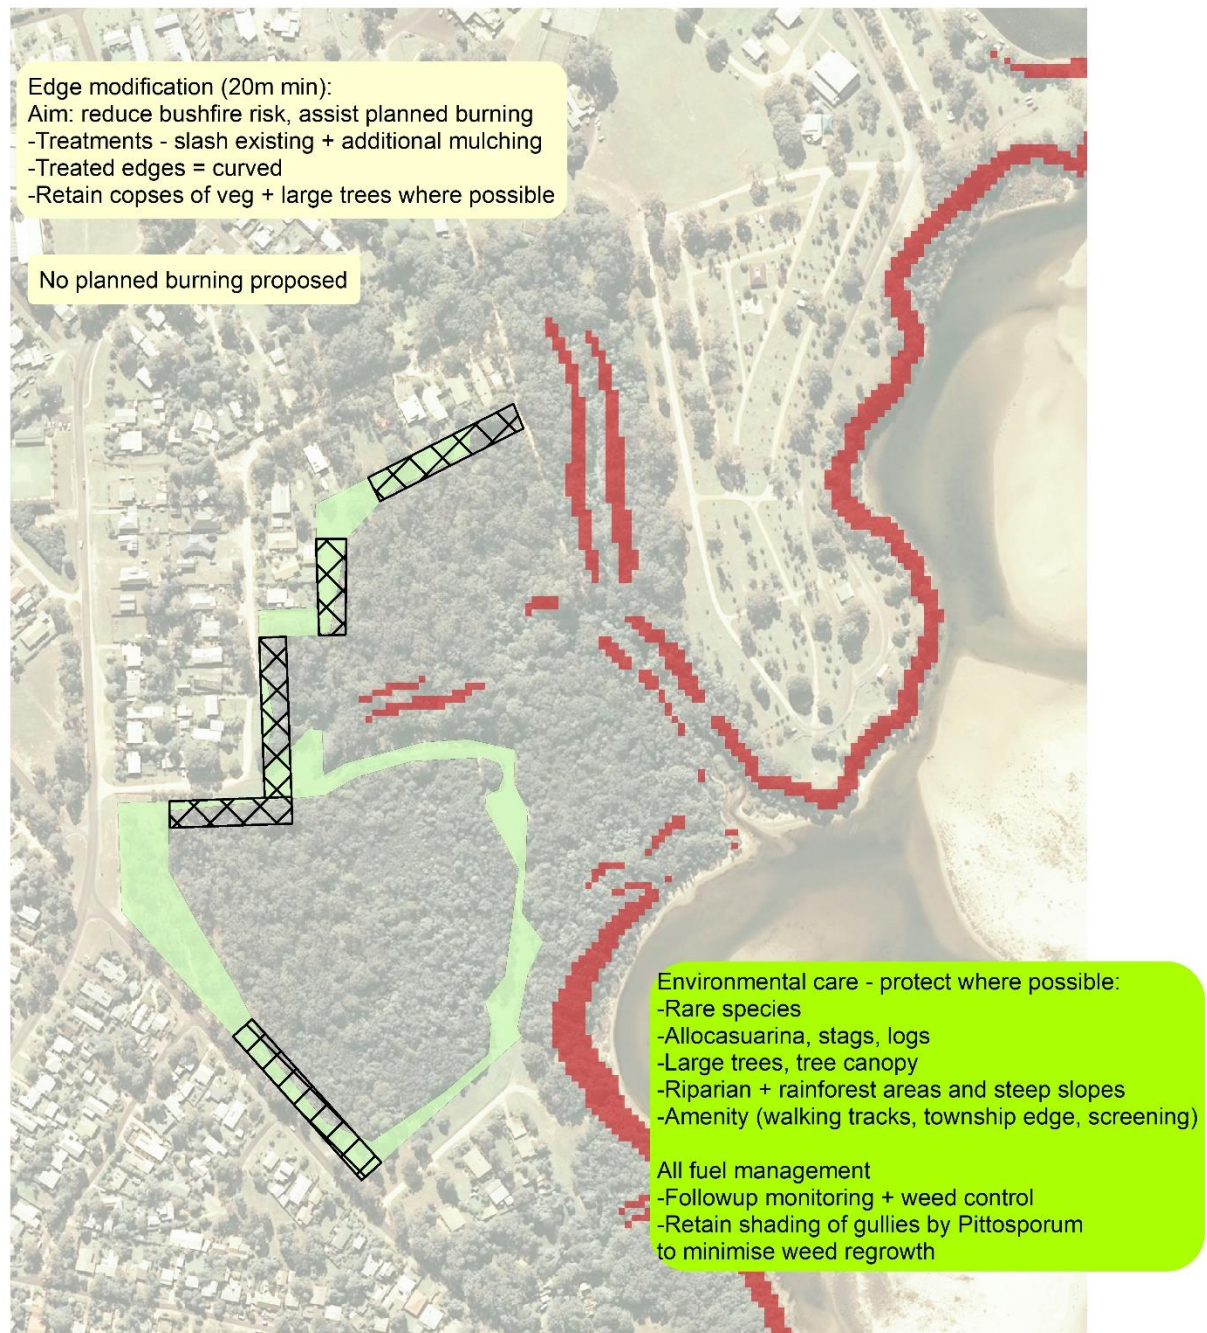 Edge modification (20m min):
Aim: reduce bushfire risk, assist planned burning
-Treatments - slash existing + additional mulching
-Treated edges = curved
-Retain copses of veg + large trees where possible
No planned burning proposed
Environmental care - protect where possible:
-Rare species
-Allocasuarina, stags, logs
-Large trees, tree canopy
-Riparian + rainforest areas and steep slopes
-Amenity (walking tracks, township edge, screening)
All fuel management
-Followup monitoring + weed control
-Retain shading of gullies by Pittosporum
to minimise weed regrowth